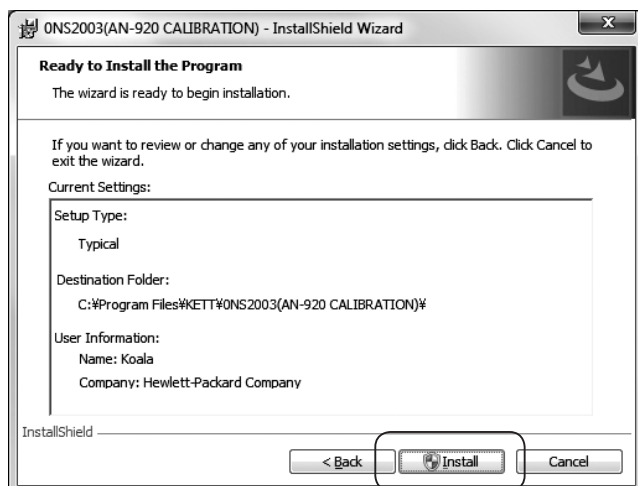 0NS2003(AN-920 CALIBRATION) - InstallShield Wizard
X
Ready to Install the Program
The wizard is ready to begin installation.
If you want to review or change any of your installation settings, click Back. Click Cancel to
exit the wizard.
Current Settings:
Setup Type:
Typical
Destination Folder:
C:¥Program Files¥KETT¥0NS2003(AN-920 CALIBRATION)¥
User Information:
Name: Koala
Company: Hewlett-Packard Company
InstallShield
< Back
Install
Cancel